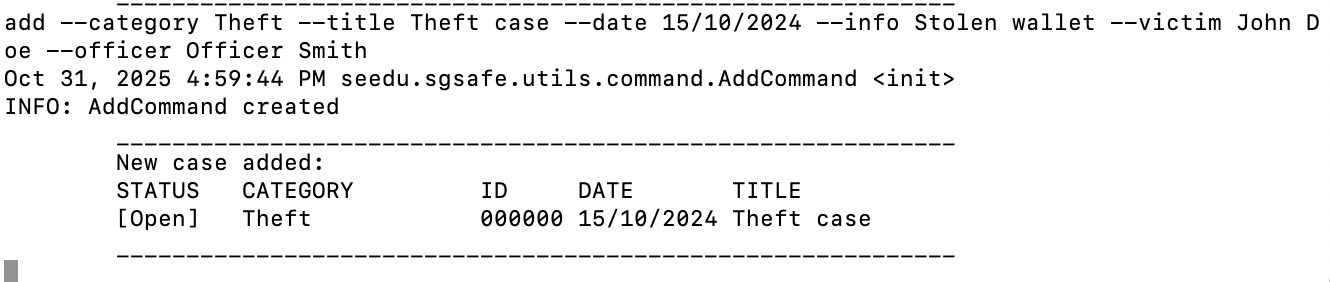 ____________________________________________________________
add --category Theft --title Theft case --date 15/10/2024 --info Stolen wallet --victim John D
oe --officer Officer Smith
Oct 31, 2025 4:59:44 PM seedu.sgsafe.utils.command.AddCommand <init>
INFO: AddCommand created
____________________________________________________________
New case added:
STATUS   CATEGORY         ID     DATE       TITLE
[Open]   Theft            000000 15/10/2024 Theft case
____________________________________________________________